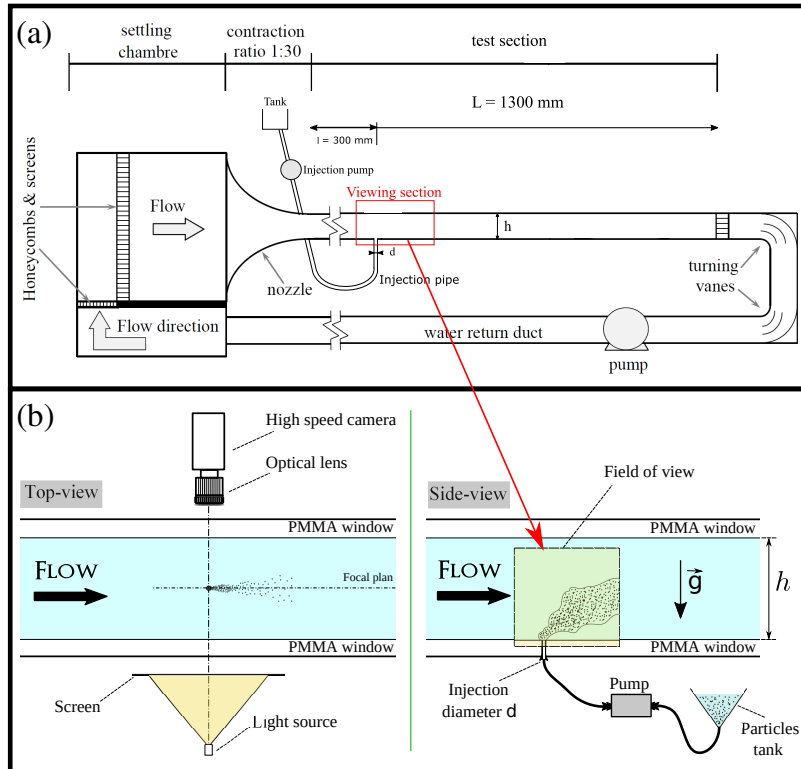 (a)
settling
chambre
contraction
ratio 1:30
test section
L = 1300 mm
Tank
l = 300 mm
Injection pump
Viewing section
Honeycombs & screens
Flow
h
d
Injection pipe
nozzle
turning
vanes
Flow direction
water return duct
pump
(b)
High speed camera
Optical lens
Top-view
PMMA window
FLOW
Focal plan
PMMA window
Screen
Light source
Side-view
Field of view
PMMA window
FLOW
g
h
PMMA window
Injection
diameter d
Pump
Particles
tank